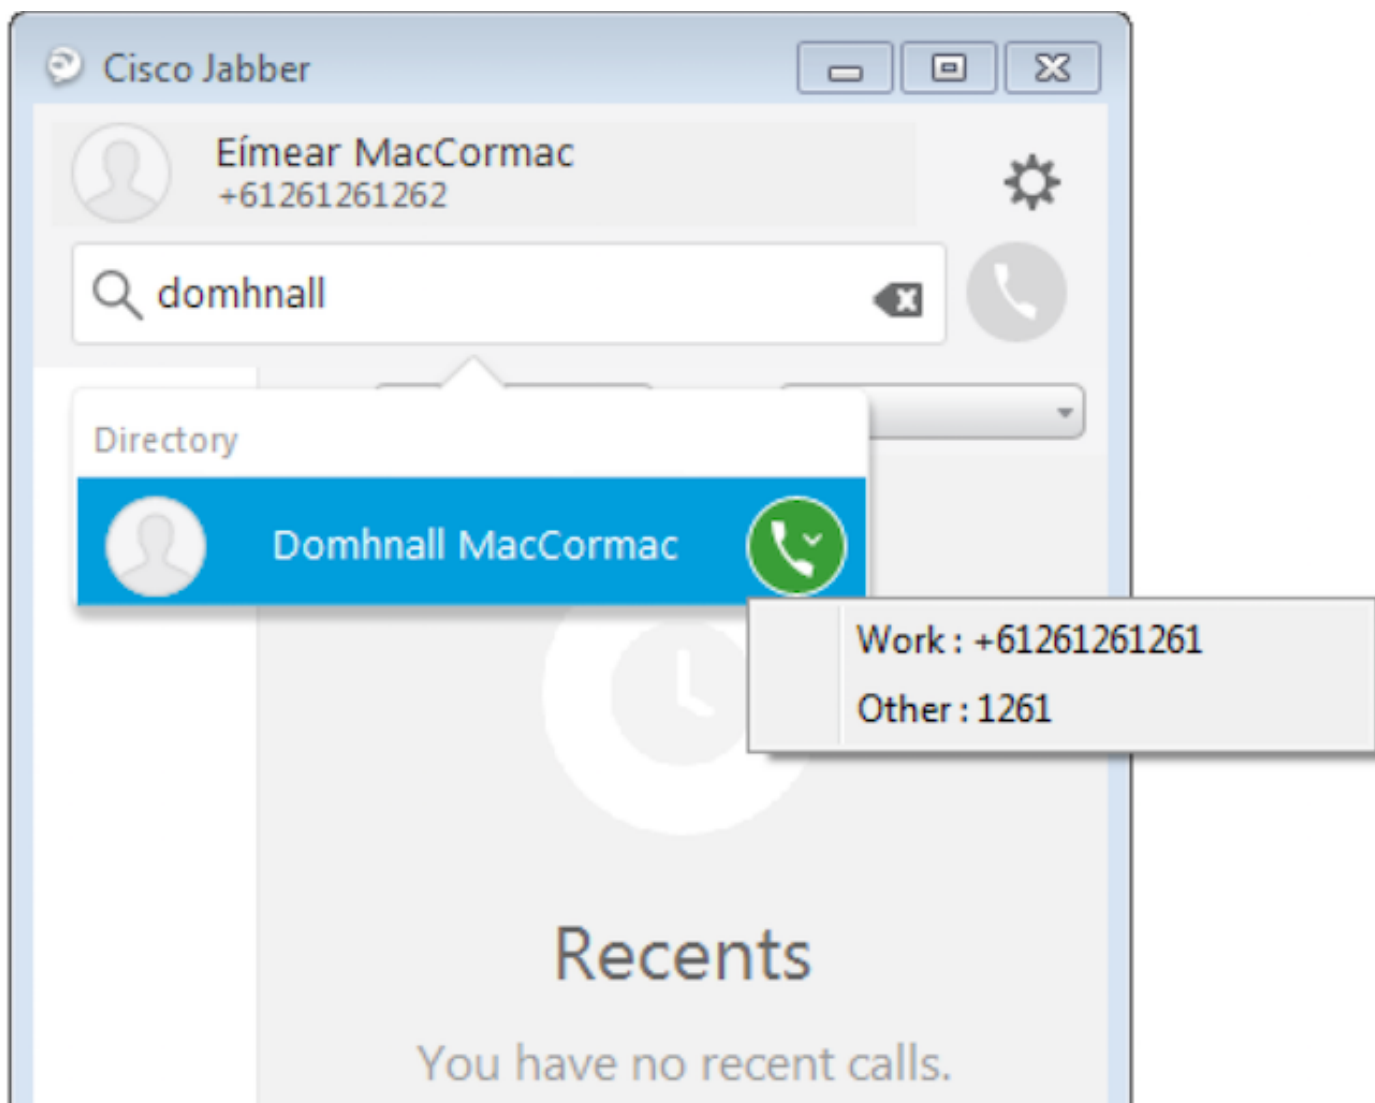 Cisco Jabber
Eímear MacCormac
+61261261262
domhnall
Directory
Domhnall MacCormac
Work : +61261261261
Other : 1261
Recents
You have no recent calls.